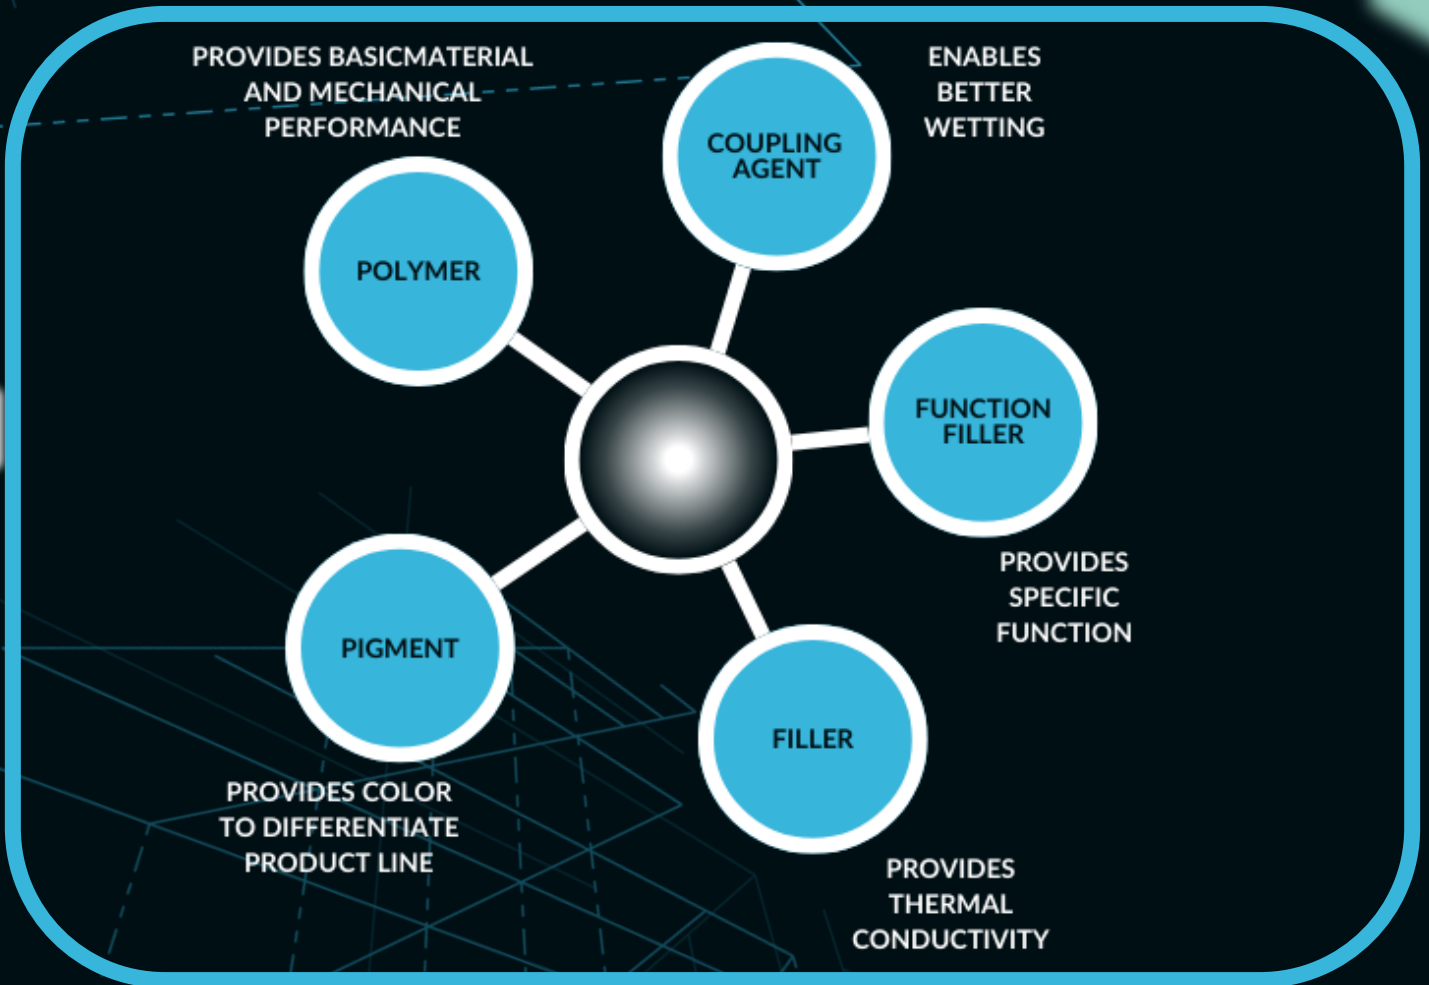 PROVIDES BASICMATERIAL
AND MECHANICAL
PERFORMANCE
POLYMER
COUPLING
AGENT
ENABLES
BETTER
WETTING
FUNCTION
FILLER
PROVIDES
SPECIFIC
FUNCTION
PIGMENT
PROVIDES COLOR
TO DIFFERENTIATE
PRODUCT LINE
FILLER
PROVIDES
THERMAL
CONDUCTIVITY